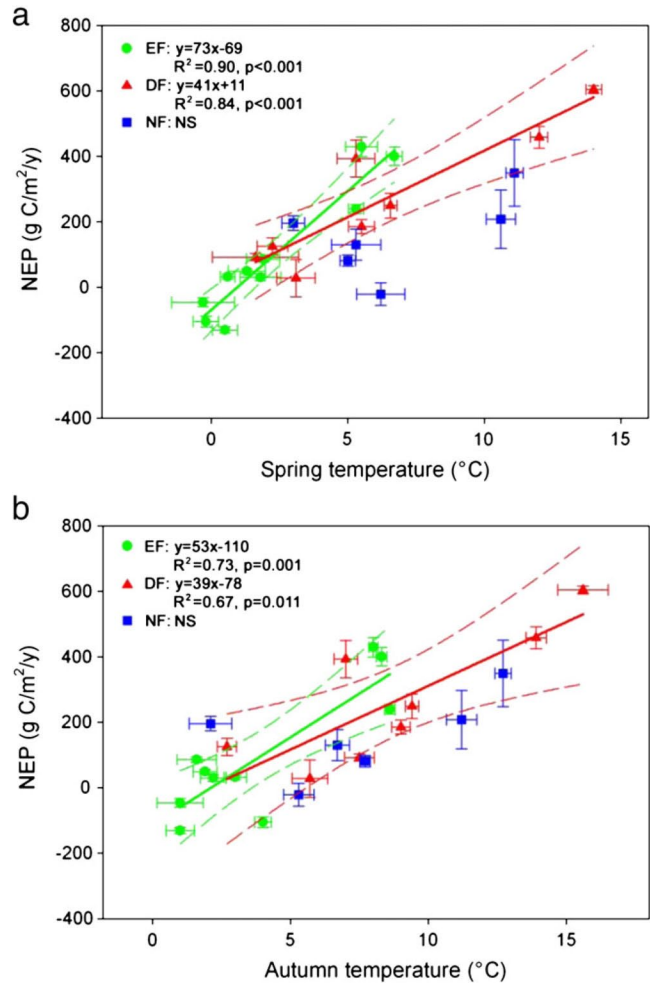 a
800
600
400
200
0
-200
-400
NEP (g C/m²/y)
EF: y=73x-69
R²=0.90, p<0.001
DF: y=41x+11
R²=0.84, p<0.001
NF: NS
0 5 10 15
Spring temperature (°C)
b
800
600
400
200
0
-200
-400
NEP (g C/m²/y)
EF: y=53x-110
R²=0.73, p=0.001
DF: y=39x-78
R²=0.67, p=0.011
NF: NS
0 5 10 15
Autumn temperature (°C)